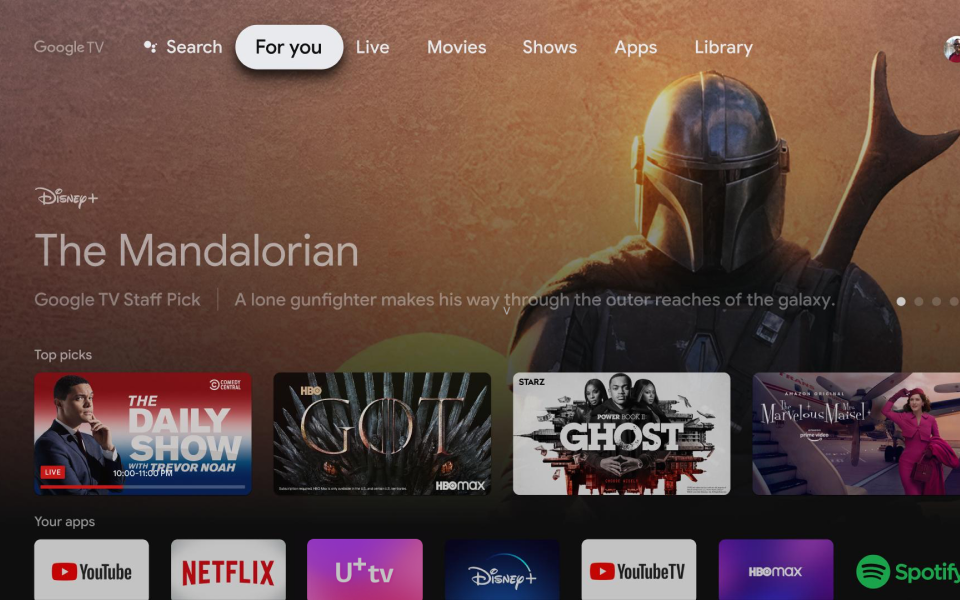 Google TV
Search
For you
Live
Movies
Shows
Apps
Library
Disney+
The Mandalorian
Google TV Staff Pick
A lone gunfighter makes his way through the outer reaches of the galaxy.
Top picks
COMEDY
CENTRAL
THE
DAILY
SHOW
WITH TREVOR NOAH
LIVE
10:00-11:00 PM
HBO
GOT
HBOMAX
STARZ
POWER BOOK II
GHOST
AMAZON ORIGINAL
The Marvelous Mrs. Maisel
prime video
Your apps
YouTube
NETFLIX
U+tv
Disney+
YouTubeTV
HBOMAX
Spotify